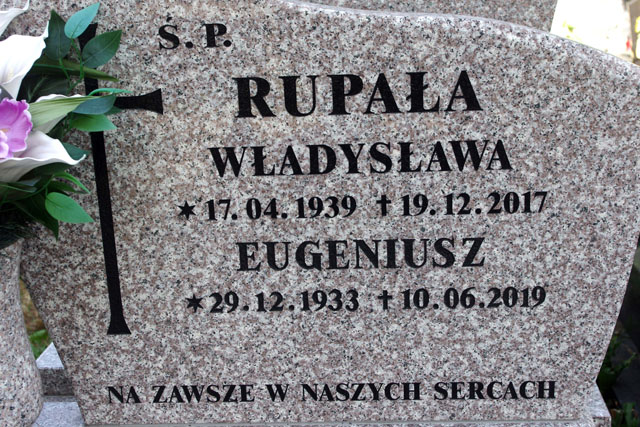 Ś.P.
RUPAŁA
WŁADYSŁAWA
★17.04.1939 ✝19.12.2017
EUGENIUSZ
★29.12.1933 ✝10.06.2019
NA ZAWSZE W NASZYCH SERCACH